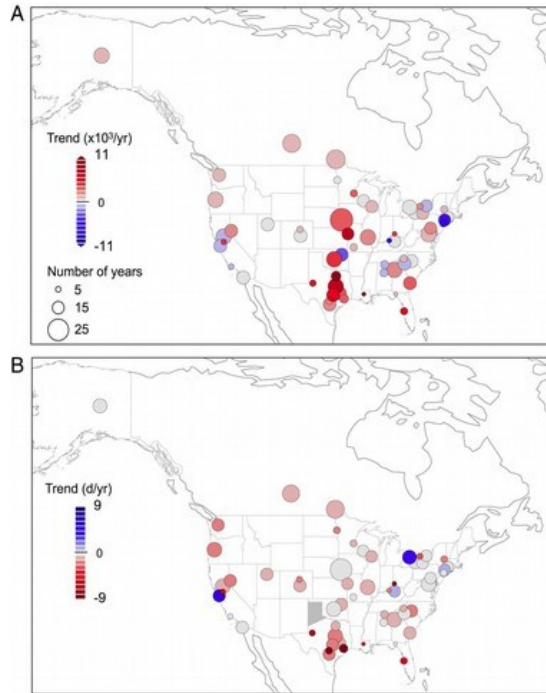 A
Trend (x10³/yr)
11
0
-11
Number of years
5
15
25
B
Trend (d/yr)
9
0
-9